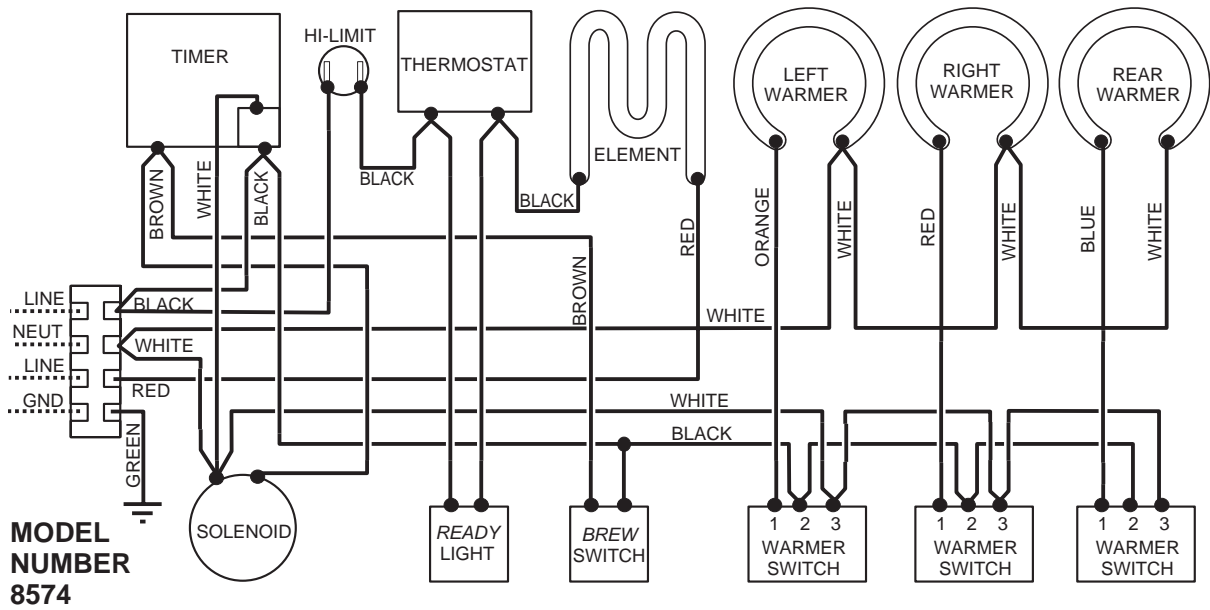 TIMER
HI-LIMIT
THERMOSTAT
ELEMENT
LEFT
WARMER
RIGHT
WARMER
REAR
WARMER
BROWN
WHITE
BLACK
BLACK
BLACK
RED
ORANGE
WHITE
RED
WHITE
BLUE
WHITE
LINE
BLACK
BROWN
WHITE
NEUT
WHITE
LINE
RED
GND
WHITE
GREEN
BLACK
SOLENOID
READY
LIGHT
BREW
SWITCH
1 2 3
WARMER
SWITCH
1 2 3
WARMER
SWITCH
1 2 3
WARMER
SWITCH
MODEL
NUMBER
8574